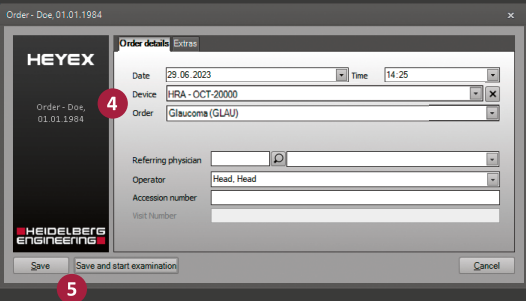 Order - Doe, 01.01.1984
×
HEYEX
Order - Doe,
01.01.1984
HEIDELBERG
ENGINEERING
Order details Extras
Date 29.06.2023 Time 14:25
4
Device HRA - OCT-20000
Order Glaucoma (GLAU)
Referring physician
Operator Head, Head
Accession number
Visit Number
Save Save and start examination Cancel
5